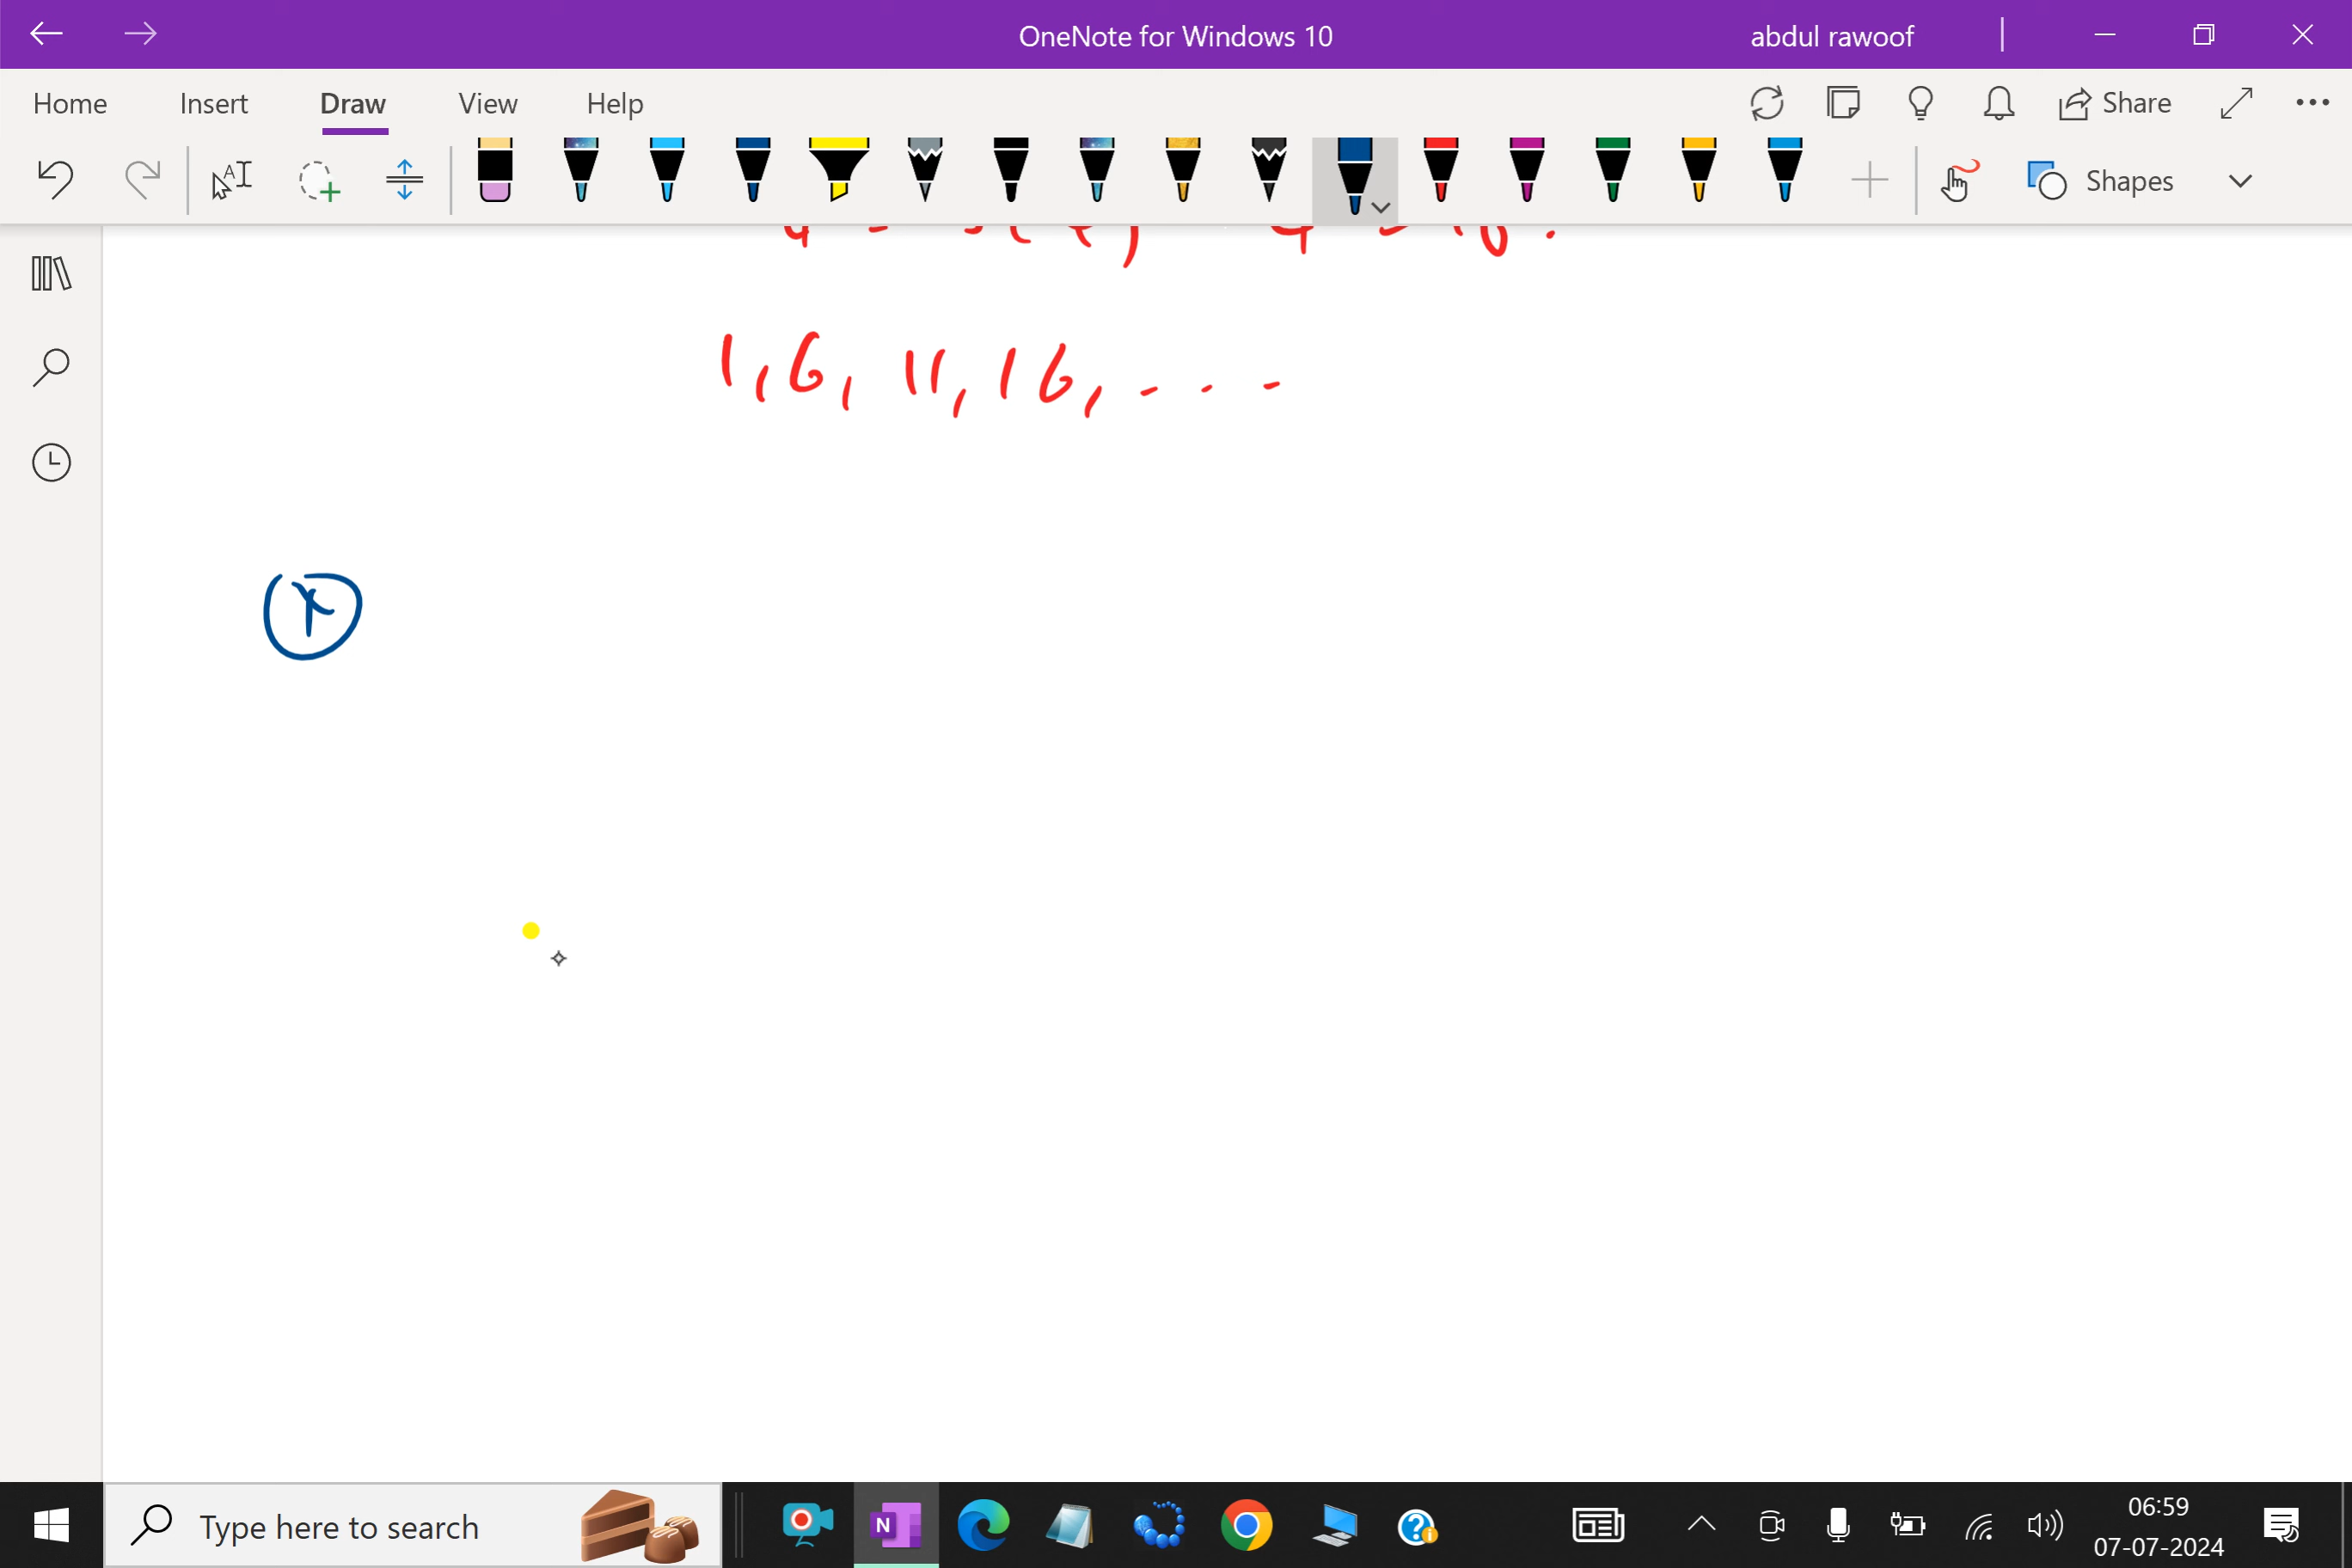 OneNote for Windows 10
abdul rawoof
Home Insert Draw View Help
Share
Shapes
1, 6, 11, 16, . . .
Type here to search
06:59
07-07-2024